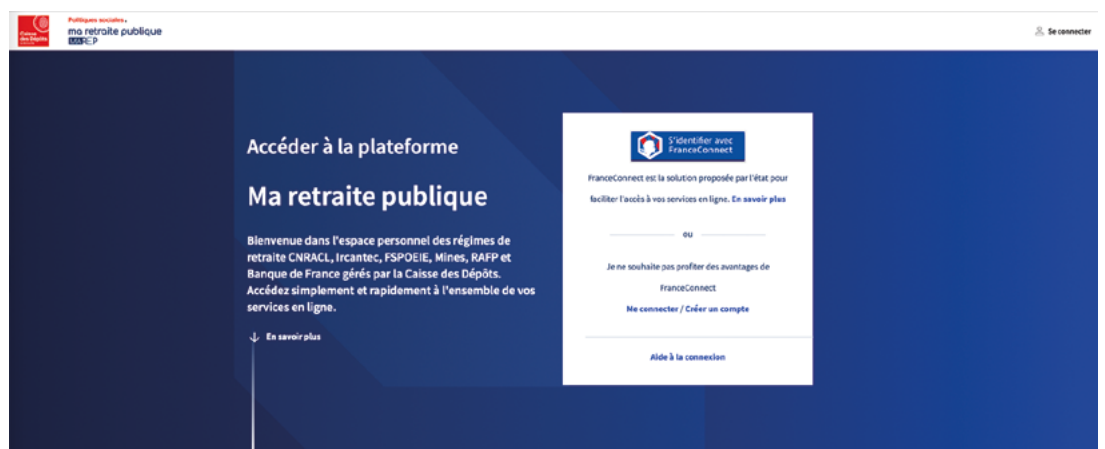 Caisse
des Dépôts
Politiques sociales.
ma retraite publique
Se connecter
Accéder à la plateforme
Ma retraite publique
Bienvenue dans l'espace personnel des régimes de
retraite CNRACL, Ircantec, FSPOEIE, Mines, RAFP et
Banque de France gérés par la Caisse des Dépôts.
Accédez simplement et rapidement à l'ensemble de vos
services en ligne.
En savoir plus
S'identifier avec
FranceConnect
FranceConnect est la solution proposée par l'état pour
faciliter l'accès à vos services en ligne. En savoir plus
ou
Je ne souhaite pas profiter des avantages de
FranceConnect
Me connecter / Créer un compte
Aide à la connexion